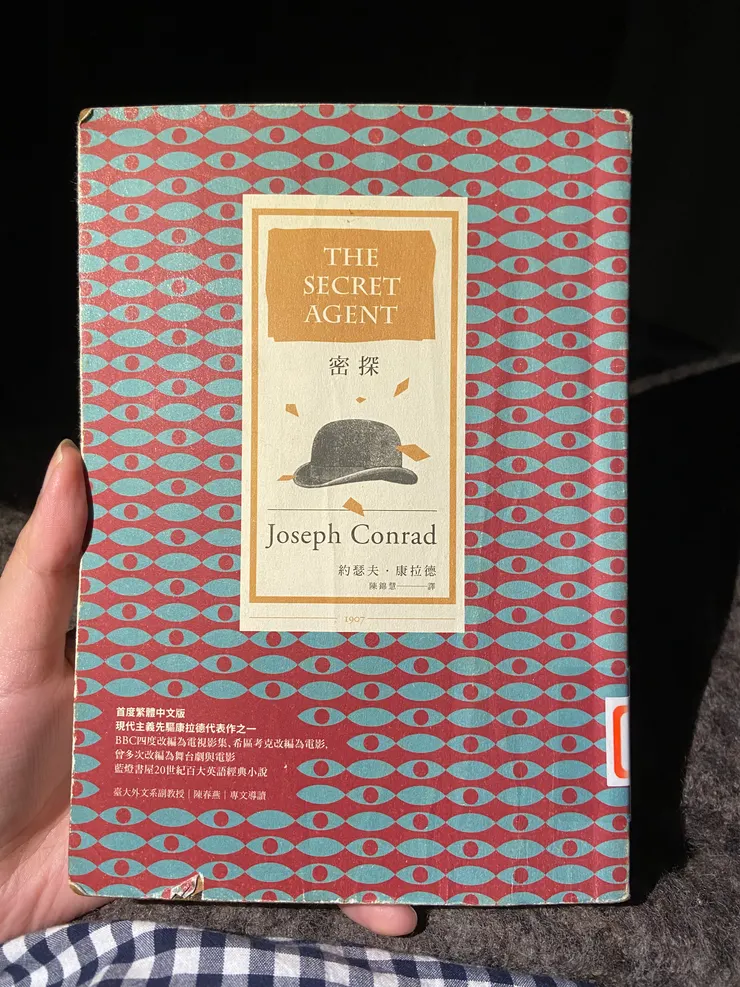 THE
SECRET
AGENT
密探
Joseph Conrad
約瑟夫・康拉德
陳錦慧——譯
1907
首度繁體中文版
現代主義先驅康拉德代表作之一
BBC四度改編為電視影集、希區考克改編為電影,
曾多次改編為舞台劇與電影
藍燈書屋20世紀百大英語經典小說
臺大外文系副教授|陳春燕|專文導讀